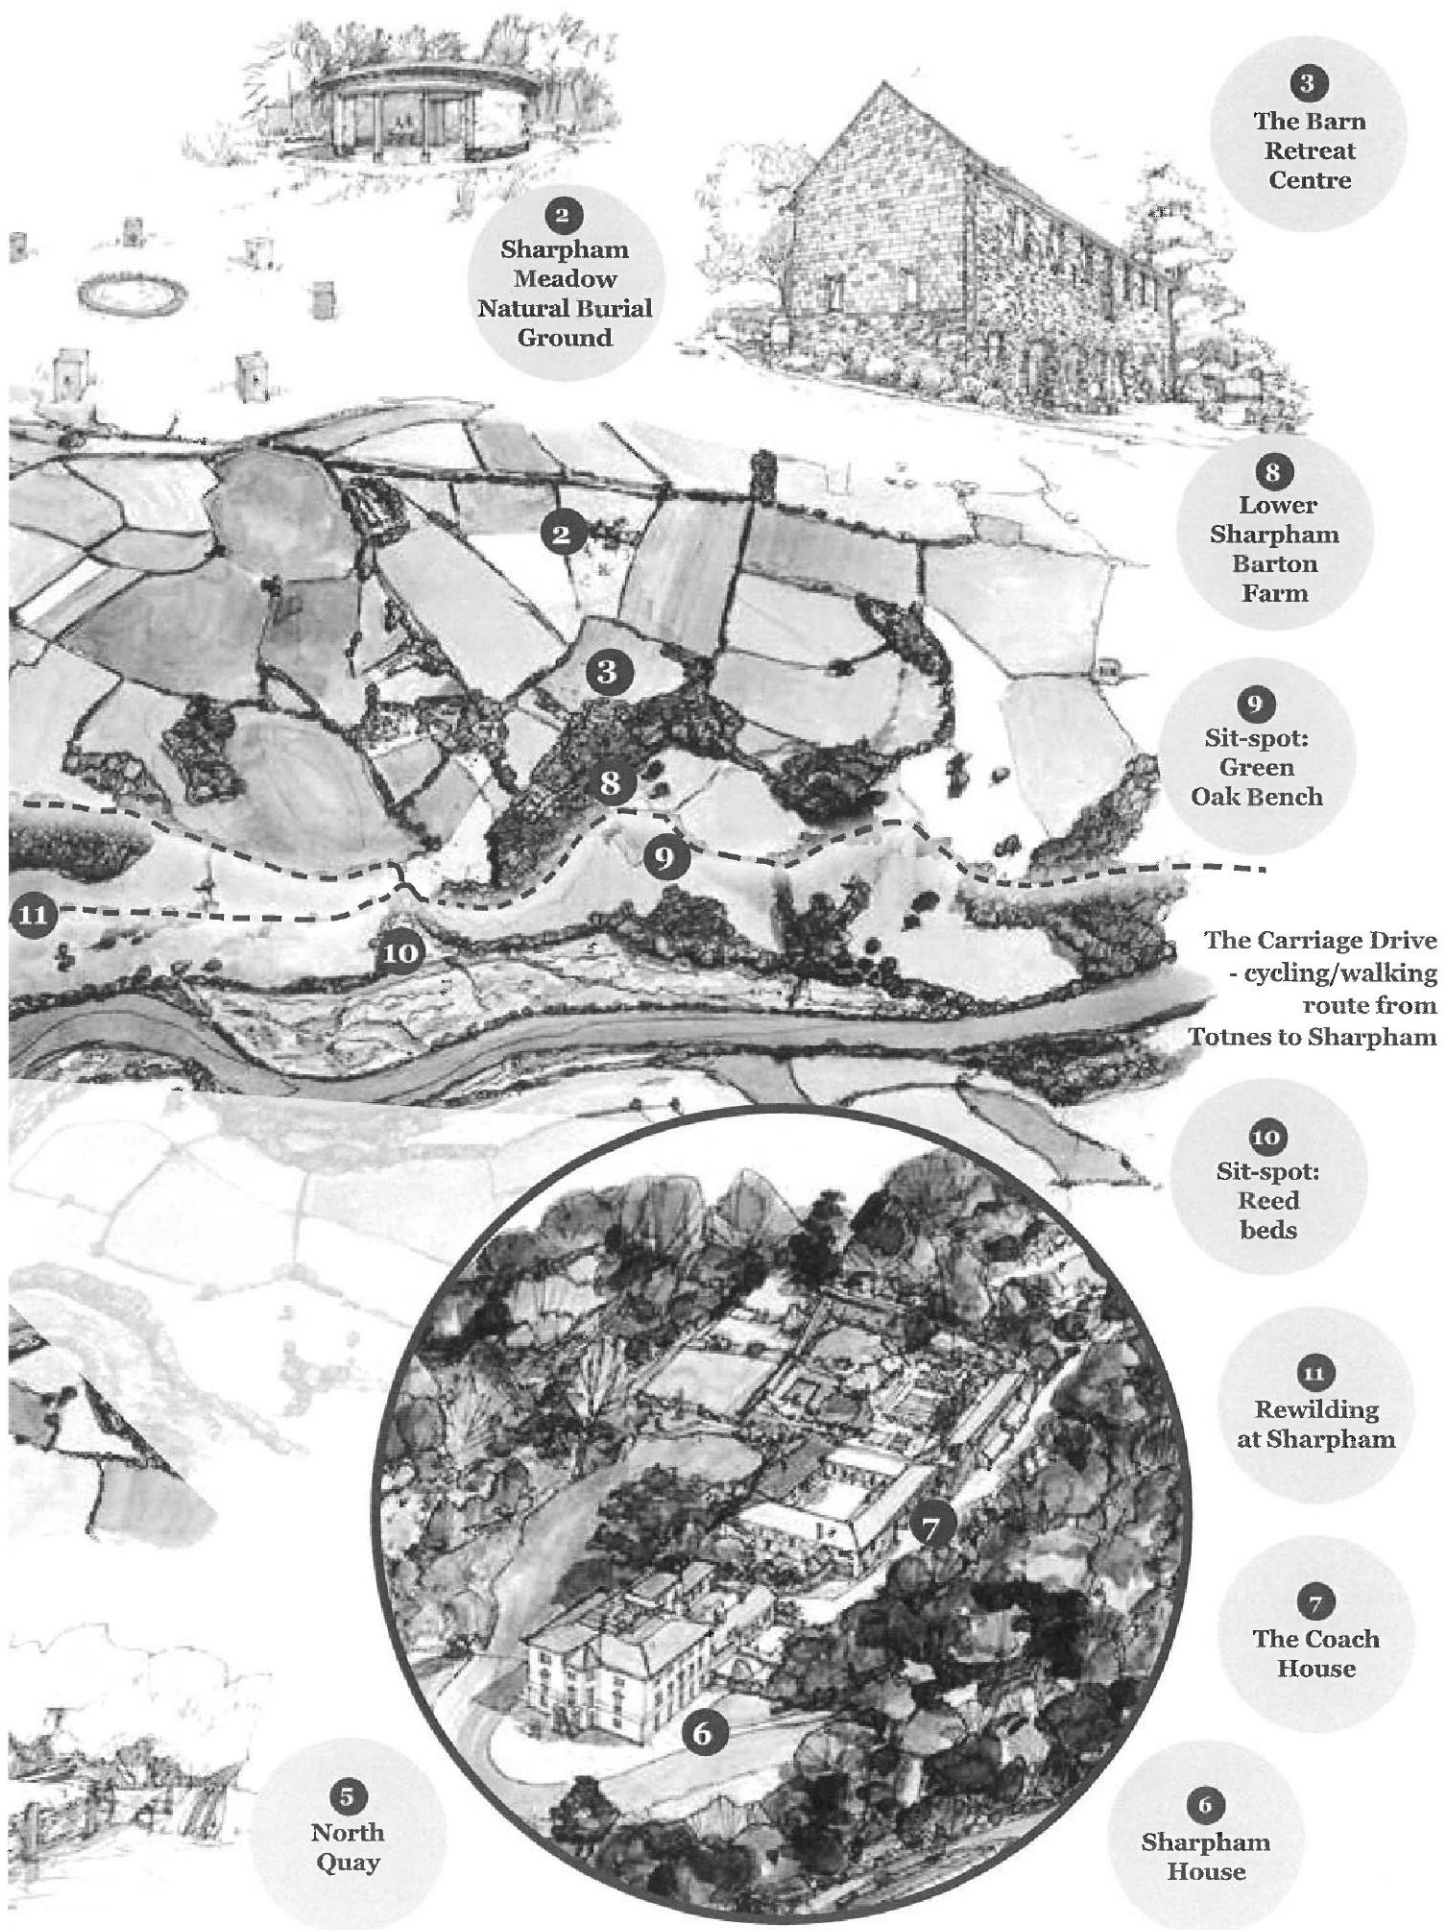 3
The Barn
Retreat
Centre
2
Sharpham
Meadow
Natural Burial
Ground
8
Lower
Sharpham
Barton
Farm
2
3
9
Sit-spot:
Green
Oak Bench
8
9
11
10
The Carriage Drive
- cycling/walking
route from
Totnes to Sharpham
10
Sit-spot:
Reed
beds
11
Rewilding
at Sharpham
7
7
The Coach
House
6
5
North
Quay
6
Sharpham
House